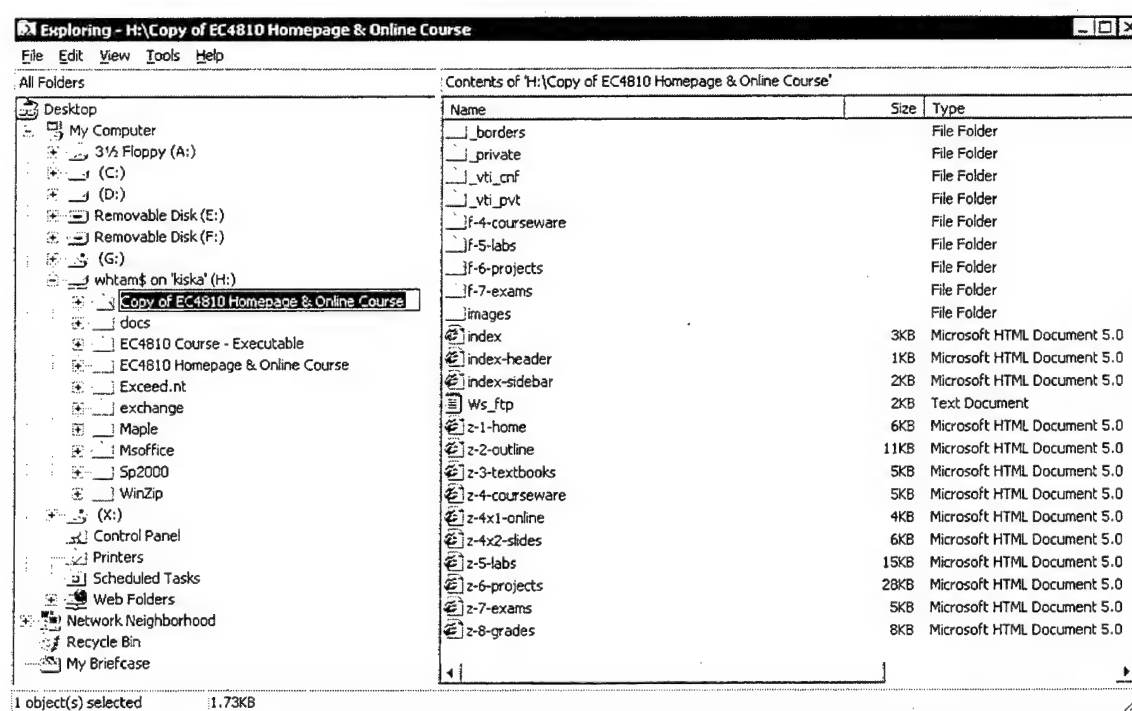 Exploring - H:\Copy of EC4810 Homepage & Online Course
File Edit View Tools Help
All Folders
Contents of 'H:\Copy of EC4810 Homepage & Online Course'
Desktop
My Computer
3½ Floppy (A:)
(C:)
(D:)
Removable Disk (E:)
Removable Disk (F:)
(G:)
whtam$ on 'kiska' (H:)
Copy of EC4810 Homepage & Online Course
docs
EC4810 Course - Executable
EC4810 Homepage & Online Course
Exceed.nt
exchange
Maple
Msoffice
Sp2000
WinZip
(X:)
Control Panel
Printers
Scheduled Tasks
Web Folders
Network Neighborhood
Recycle Bin
My Briefcase
Name Size Type
_borders File Folder
_private File Folder
_vti_cnf File Folder
_vti_pvt File Folder
f-4-courseware File Folder
f-5-labs File Folder
f-6-projects File Folder
f-7-exams File Folder
images File Folder
index 3KB Microsoft HTML Document 5.0
index-header 1KB Microsoft HTML Document 5.0
index-sidebar 2KB Microsoft HTML Document 5.0
Ws_ftp 2KB Text Document
z-1-home 6KB Microsoft HTML Document 5.0
z-2-outline 11KB Microsoft HTML Document 5.0
z-3-textbooks 5KB Microsoft HTML Document 5.0
z-4-courseware 5KB Microsoft HTML Document 5.0
z-4x1-online 4KB Microsoft HTML Document 5.0
z-4x2-slides 6KB Microsoft HTML Document 5.0
z-5-labs 15KB Microsoft HTML Document 5.0
z-6-projects 28KB Microsoft HTML Document 5.0
z-7-exams 5KB Microsoft HTML Document 5.0
z-8-grades 8KB Microsoft HTML Document 5.0
1 object(s) selected 1.73KB